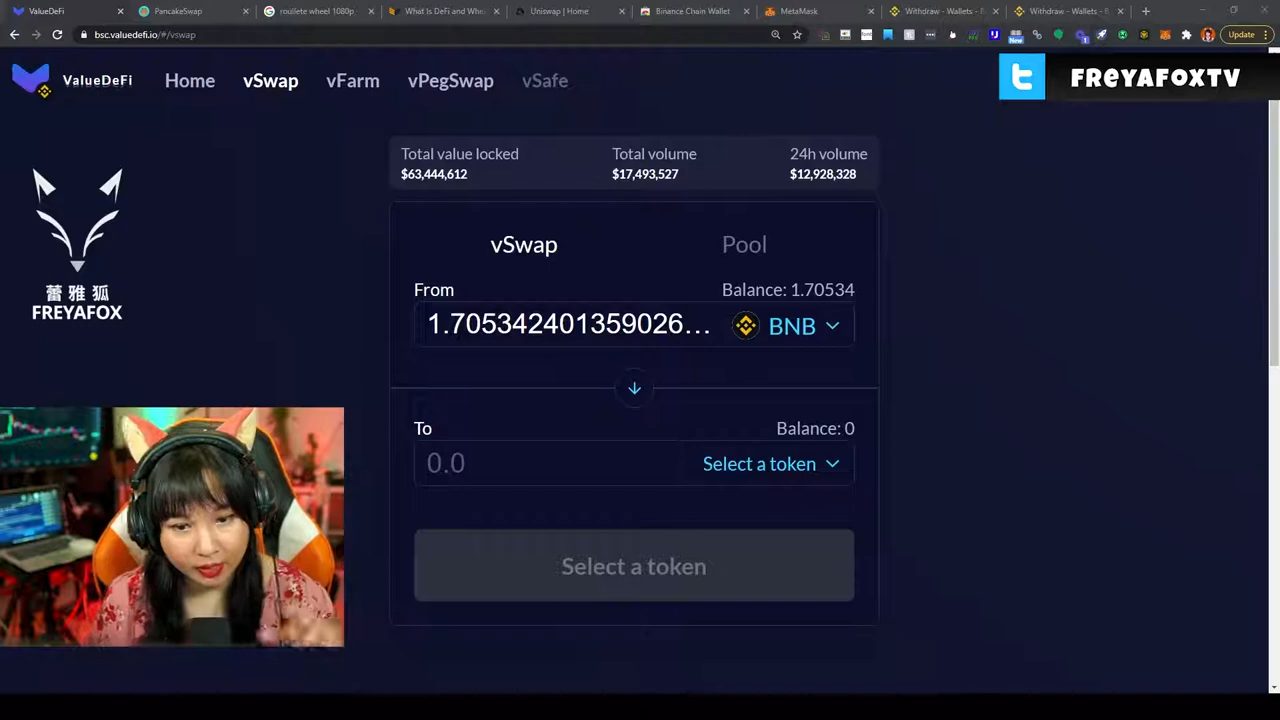 ValueDeFi
PancakeSwap
roullete wheel 1080p
What Is DeFi and Whe
Uniswap | Home
Binance Chain Wallet
MetaMask
Withdraw - Wallets - B
Withdraw - Wallets - B
bsc.valuedefi.io/#/vswap
New
Update
ValueDeFi
Home
vSwap
vFarm
vPegSwap
vSafe
FREYAFOXTV
Total value locked
$63,444,612
Total volume
$17,493,527
24h volume
$12,928,328
蕾雅狐
FREYAFOX
vSwap
Pool
From
Balance: 1.70534
1.705342401359026...
BNB
To
Balance: 0
0.0
Select a token
Select a token